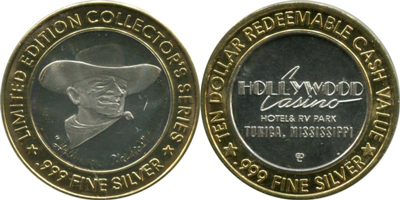 LIMITED EDITION COLLECTOR'S SERIES
.999 FINE SILVER
TEN DOLLAR REDEEMABLE CASH VALUE
HOLLYWOOD
Casino
HOTEL & RV PARK
TUNICA, MISSISSIPPI
.999 FINE SILVER